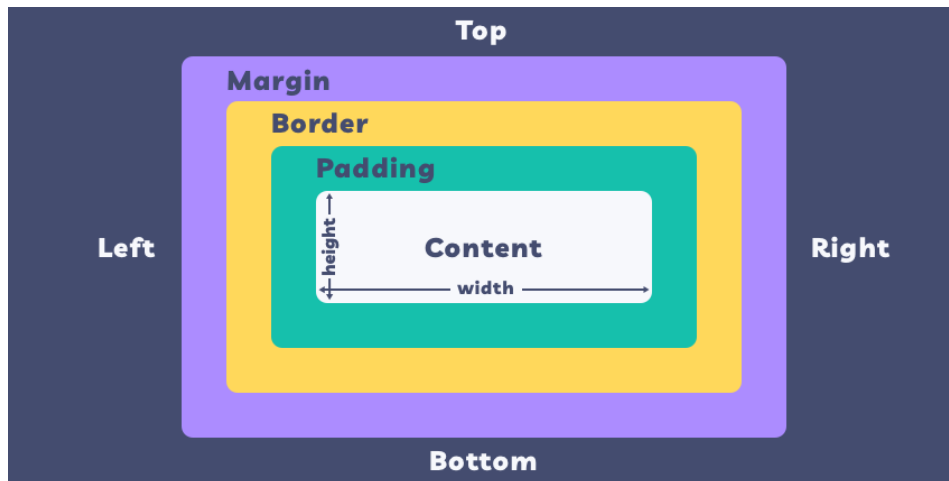 Top
Margin
Border
Padding
Left
height
Content
Right
width
Bottom